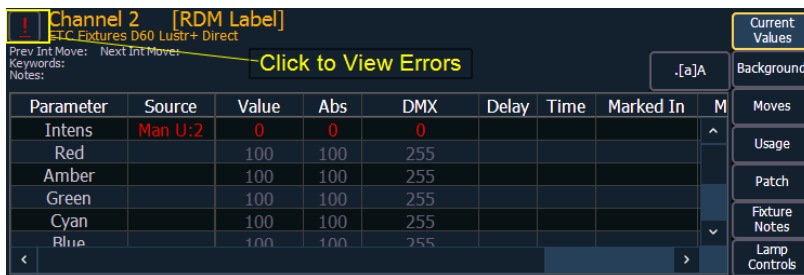 ! Channel 2 [RDM Label]
ETC Fixtures D60 Lustr+ Direct
Prev Int Move: Next Int Move:
Keywords:
Notes:
Click to View Errors
.[a]A
Parameter Source Value Abs DMX Delay Time Marked In M
Intens Man U:2 0 0 0
Red 100 100 255
Amber 100 100 255
Green 100 100 255
Cyan 100 100 255
Blue 100 100 255
Current
Values
Background
Moves
Usage
Patch
Fixture
Notes
Lamp
Controls